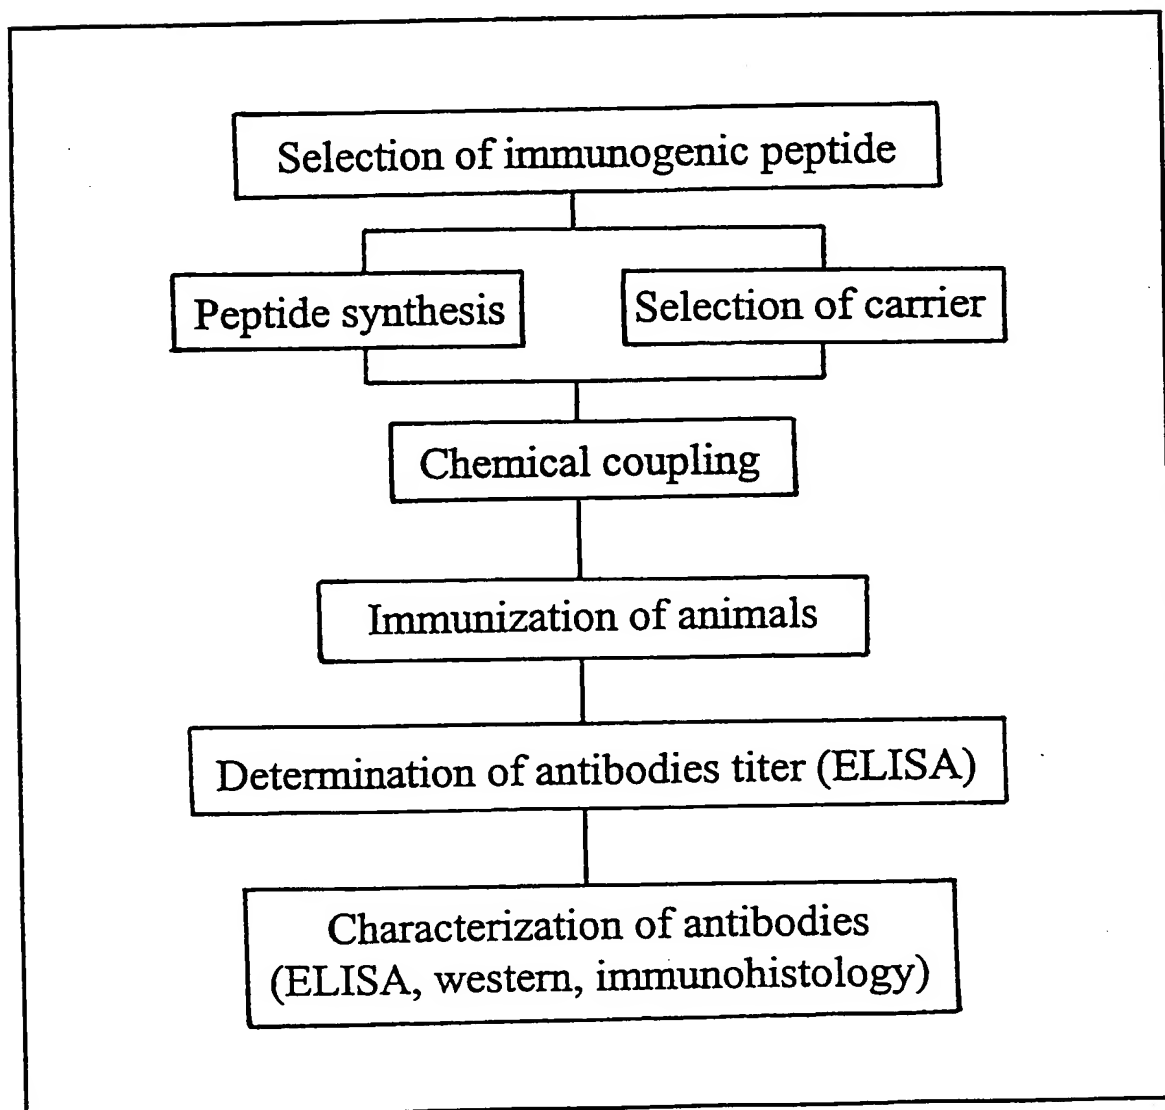 Selection of immunogenic peptide
Peptide synthesis
Selection of carrier
Chemical coupling
Immunization of animals
Determination of antibodies titer (ELISA)
Characterization of antibodies
(ELISA, western, immunohistology)